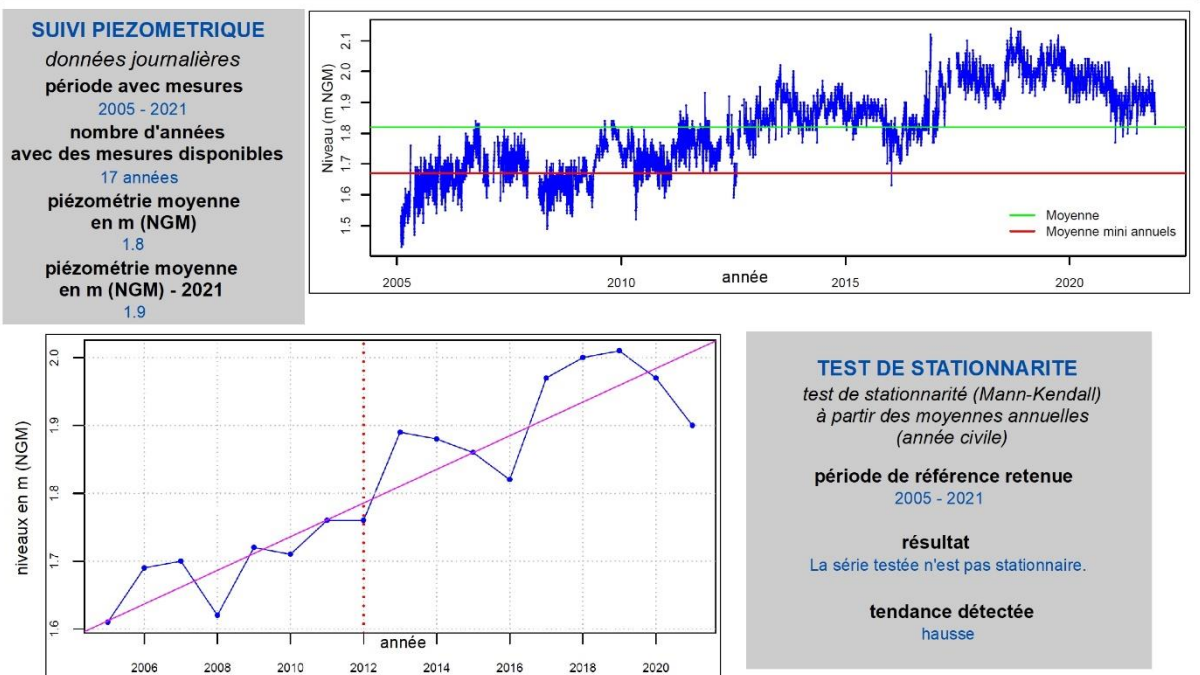 SUIVI PIEZOMETRIQUE
données journalières
période avec mesures
2005 - 2021
nombre d'années
avec des mesures disponibles
17 années
piézométrie moyenne
en m (NGM)
1.8
piézométrie moyenne
en m (NGM) - 2021
1.9
Niveau (m NGM)
2.1
2.0
1.9
1.8
1.7
1.6
1.5
Moyenne
Moyenne mini annuels
2005
2010
année
2015
2020
niveaux en m (NGM)
2.0
1.9
1.8
1.7
1.6
année
2006
2008
2010
2012
2014
2016
2018
2020
TEST DE STATIONNARITE
test de stationnarité (Mann-Kendall)
à partir des moyennes annuelles
(année civile)
période de référence retenue
2005 - 2021
résultat
La série testée n'est pas stationnaire.
tendance détectée
hausse